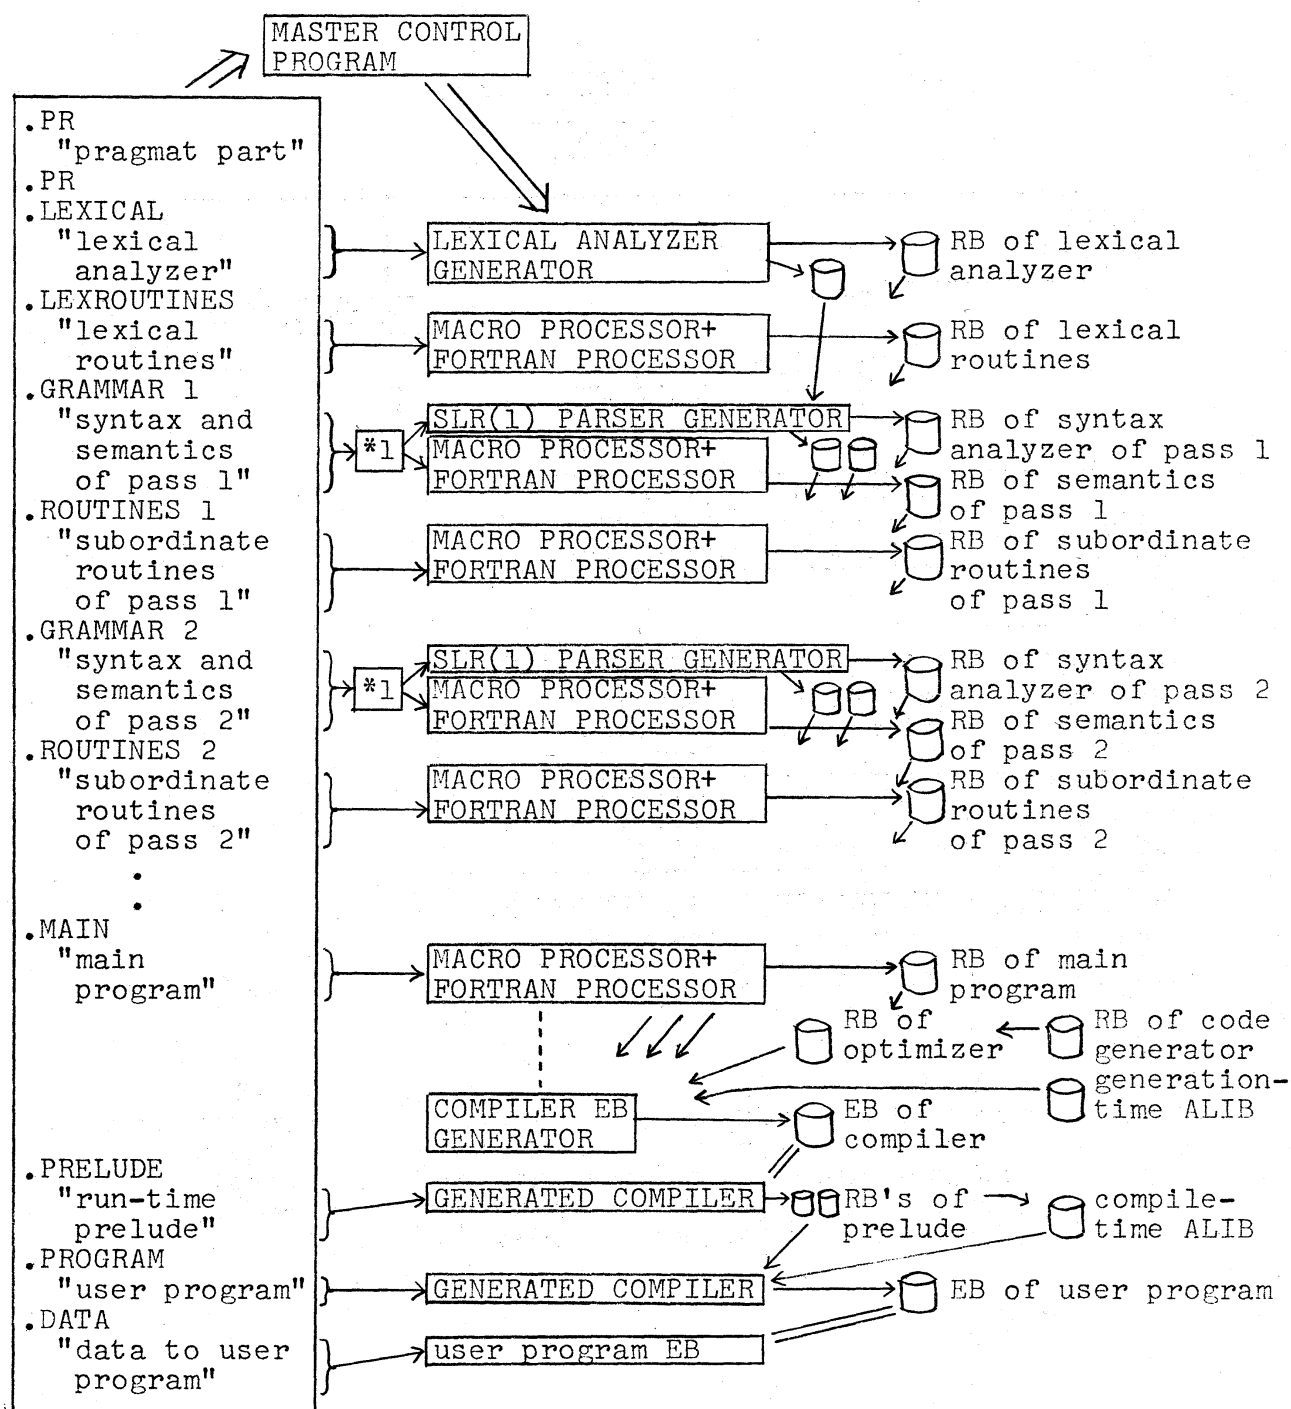 MASTER CONTROL
PROGRAM
.PR
"pragmat part"
.PR
.LEXICAL
"lexical
analyzer"
LEXICAL ANALYZER
GENERATOR
RB of lexical
analyzer
.LEXROUTINES
"lexical
routines"
MACRO PROCESSOR+
FORTRAN PROCESSOR
RB of lexical
routines
.GRAMMAR 1
"syntax and
semantics
of pass 1"
*1
SLR(1) PARSER GENERATOR
MACRO PROCESSOR+
FORTRAN PROCESSOR
RB of syntax
analyzer of pass 1
RB of semantics
of pass 1
.ROUTINES 1
"subordinate
routines
of pass 1"
MACRO PROCESSOR+
FORTRAN PROCESSOR
RB of subordinate
routines
of pass 1
.GRAMMAR 2
"syntax and
semantics
of pass 2"
*1
SLR(1) PARSER GENERATOR
MACRO PROCESSOR+
FORTRAN PROCESSOR
RB of syntax
analyzer of pass 2
RB of semantics
of pass 2
.ROUTINES 2
"subordinate
routines
of pass 2"
MACRO PROCESSOR+
FORTRAN PROCESSOR
RB of subordinate
routines
of pass 2
.MAIN
"main
program"
MACRO PROCESSOR+
FORTRAN PROCESSOR
RB of main
program
RB of
optimizer
RB of code
generator
generation-
time ALIB
COMPILER EB
GENERATOR
EB of
compiler
.PRELUDE
"run-time
prelude"
GENERATED COMPILER
RB's of
prelude
compile-
time ALIB
.PROGRAM
"user program"
GENERATED COMPILER
EB of user program
.DATA
"data to user
program"
user program EB